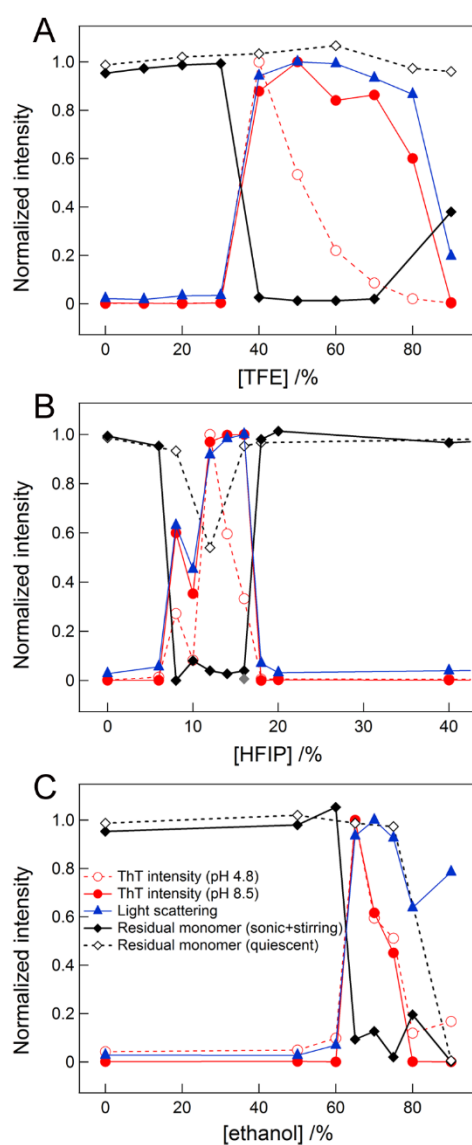 A
1.0
0.8
0.6
0.4
0.2
0
Normalized intensity
0
20
40
60
80
[TFE] /%
B
1.0
0.8
0.6
0.4
0.2
0
Normalized intensity
0
10
20
30
40
[HFIP] /%
C
1.0
0.8
0.6
0.4
0.2
0
Normalized intensity
ThT intensity (pH 4.8)
ThT intensity (pH 8.5)
Light scattering
Residual monomer (sonic+stirring)
Residual monomer (quiescent)
0
20
40
60
80
[ethanol] /%